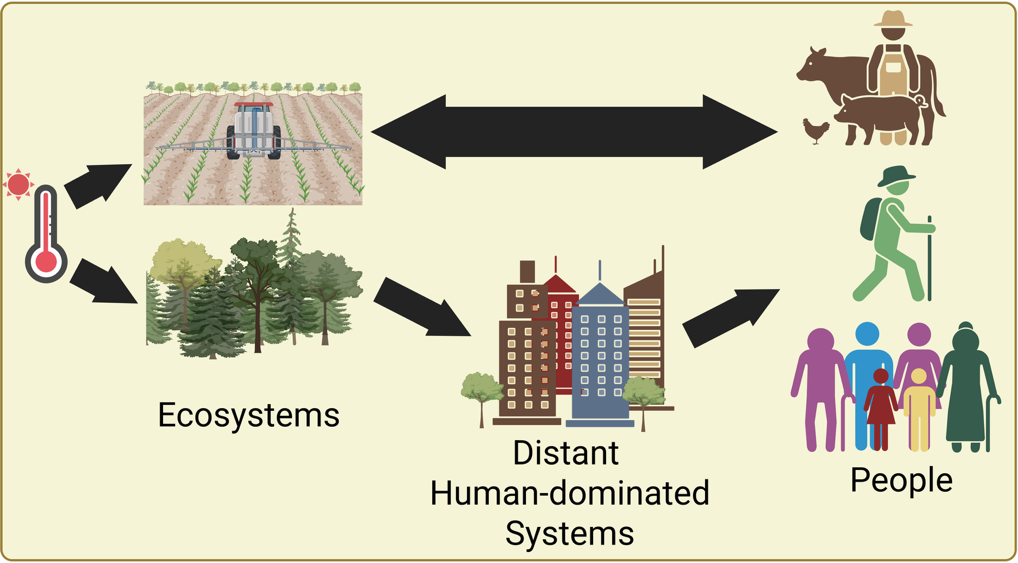 Ecosystems
Distant
Human-dominated
Systems
People